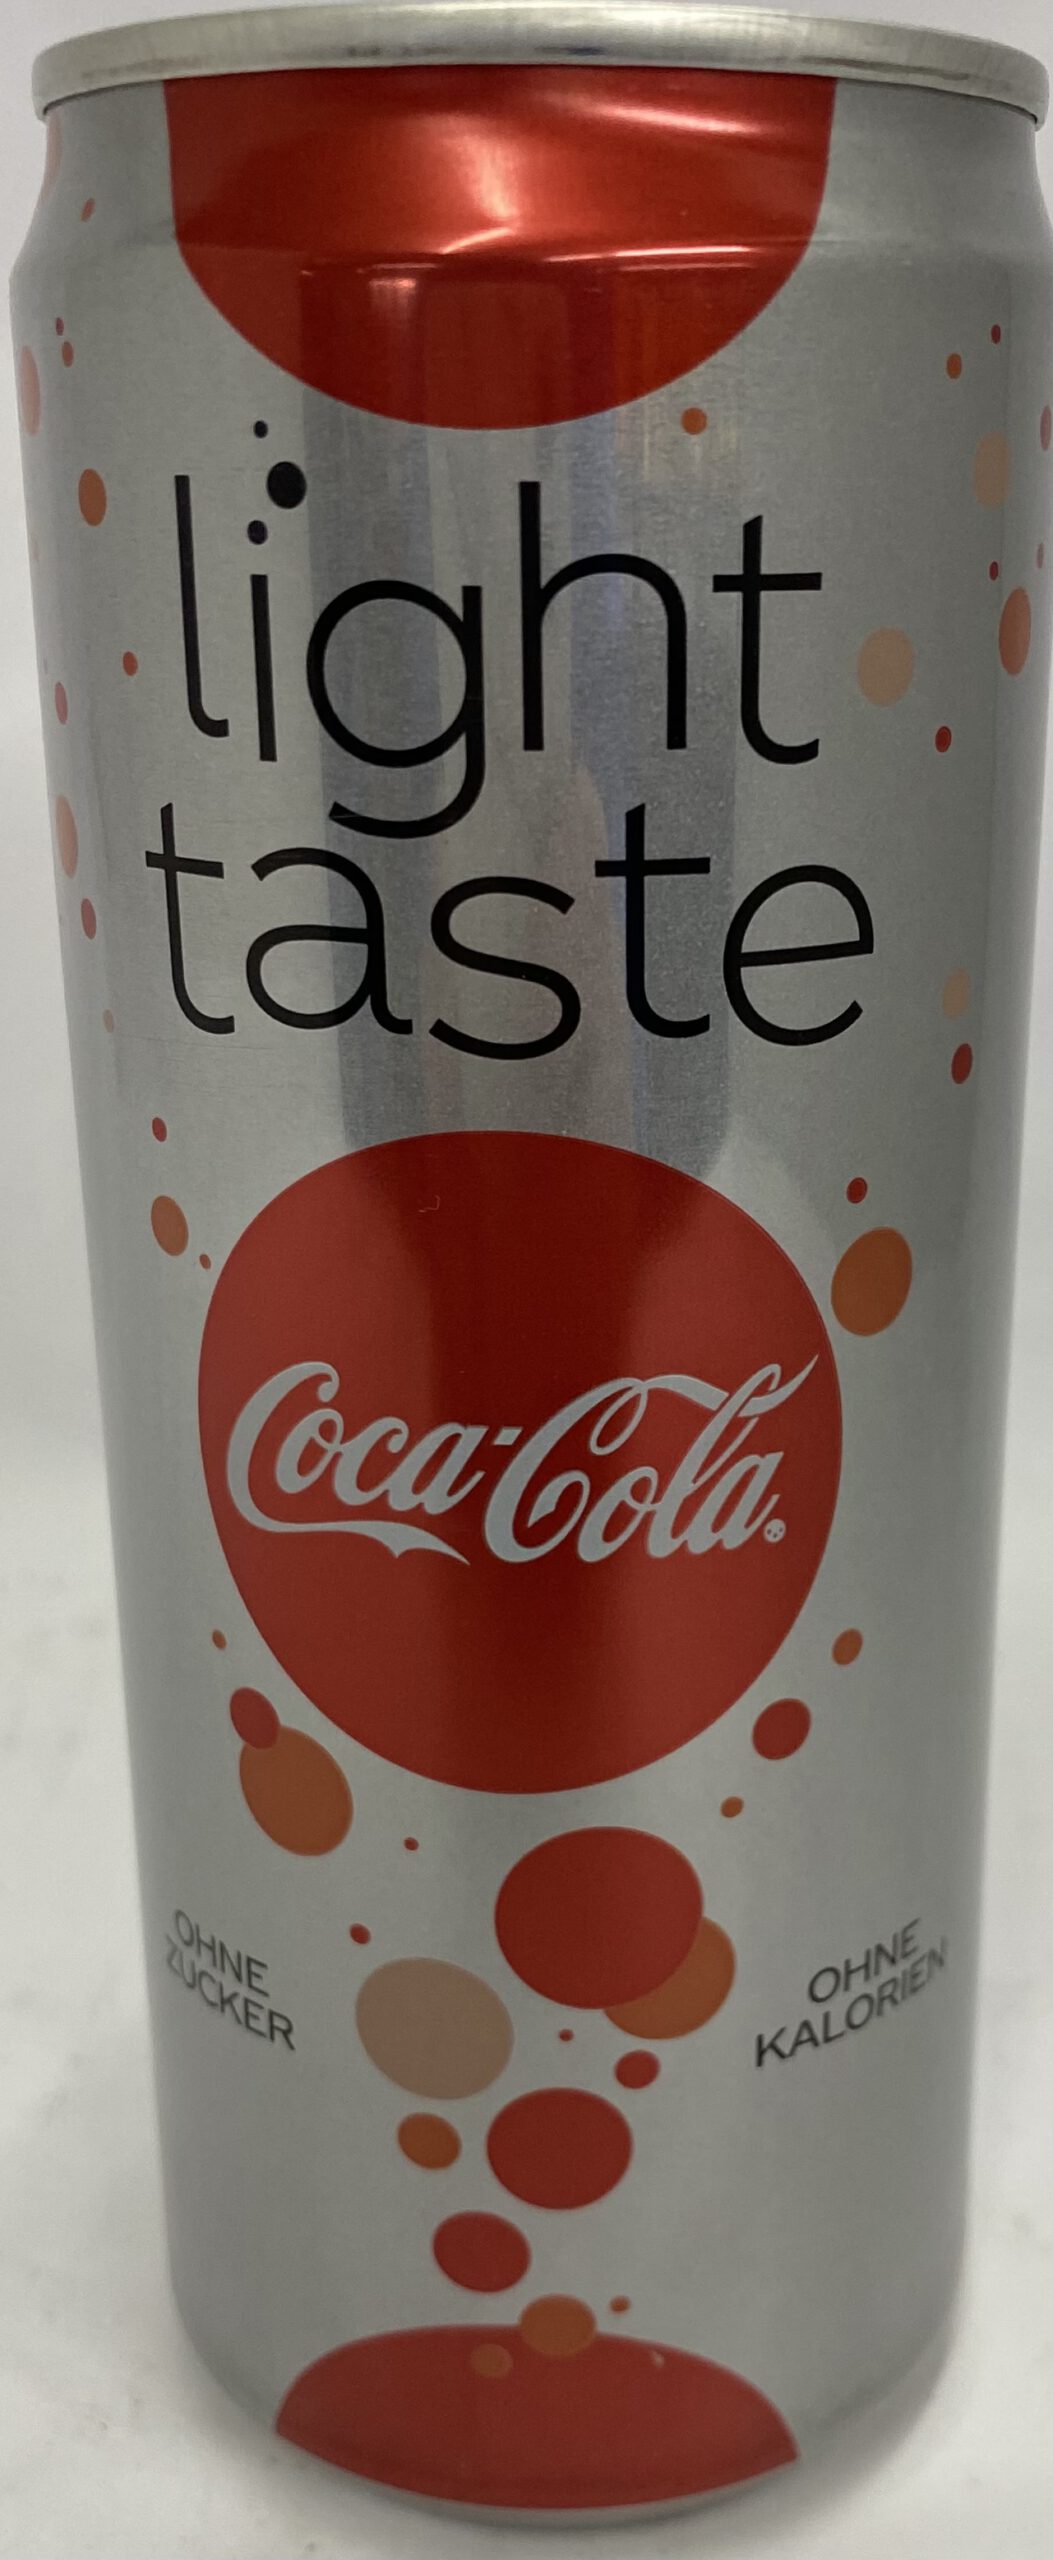 light
taste
Coca-Cola®
OHNE
ZUCKER
OHNE
KALORIEN